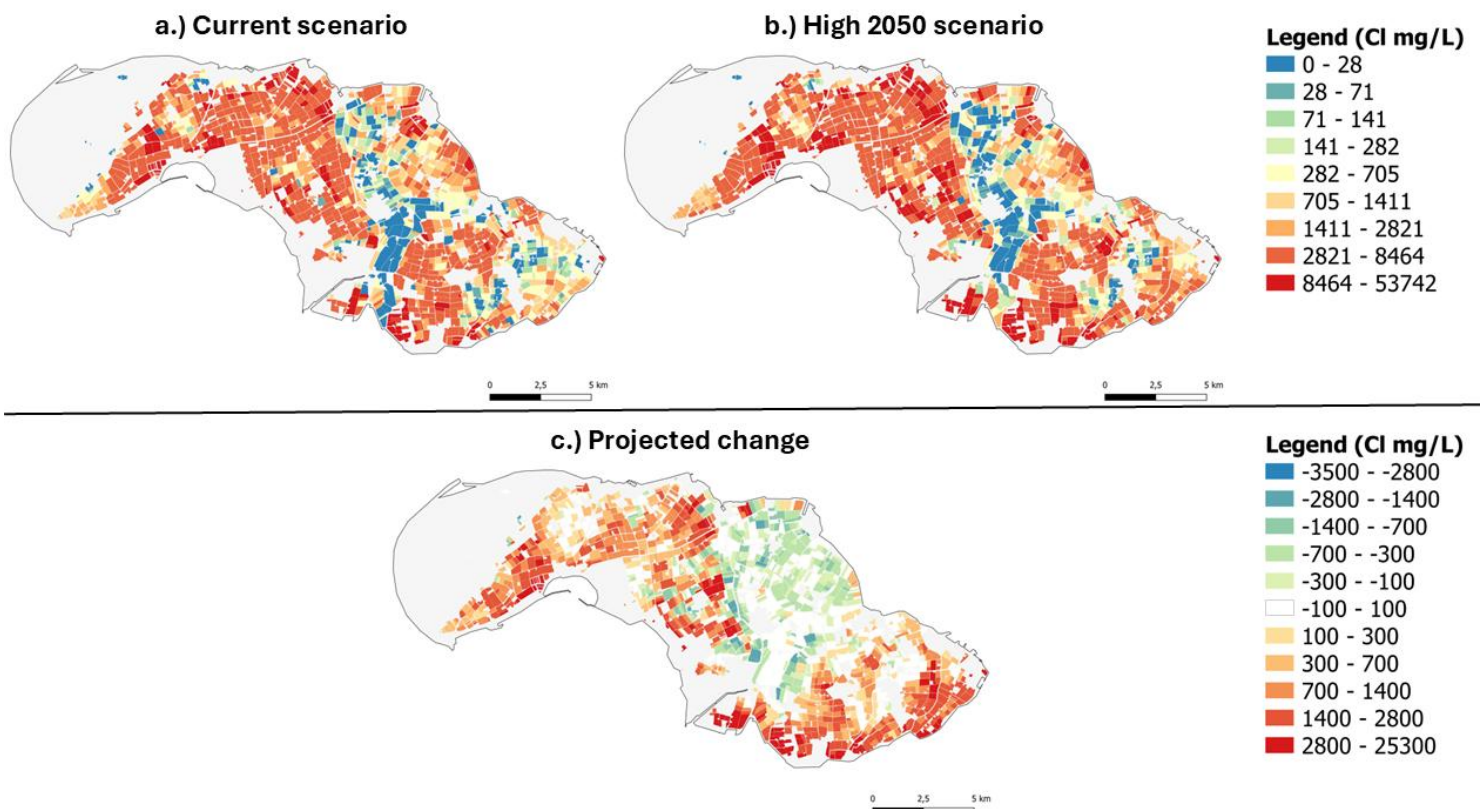 a.) Current scenario
b.) High 2050 scenario
Legend (Cl mg/L)
0 - 28
28 - 71
71 - 141
141 - 282
282 - 705
705 - 1411
1411 - 2821
2821 - 8464
8464 - 53742
0 2,5 5 km
0 2,5 5 km
c.) Projected change
Legend (Cl mg/L)
-3500 - -2800
-2800 - -1400
-1400 - -700
-700 - -300
-300 - -100
-100 - 100
100 - 300
300 - 700
700 - 1400
1400 - 2800
2800 - 25300
0 2,5 5 km